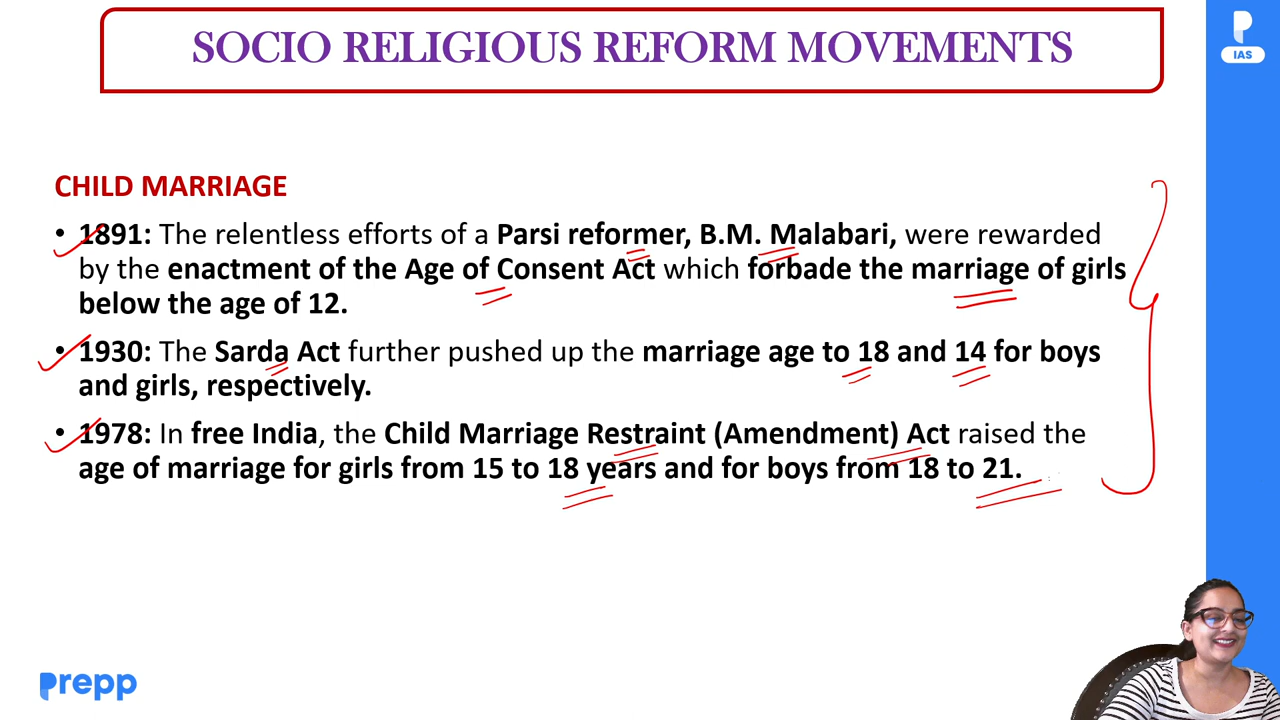 SOCIO RELIGIOUS REFORM MOVEMENTS
IAS
CHILD MARRIAGE
• 1891: The relentless efforts of a Parsi reformer, B.M. Malabari, were rewarded
by the enactment of the Age of Consent Act which forbade the marriage of girls
below the age of 12.
• 1930: The Sarda Act further pushed up the marriage age to 18 and 14 for boys
and girls, respectively.
• 1978: In free India, the Child Marriage Restraint (Amendment) Act raised the
age of marriage for girls from 15 to 18 years and for boys from 18 to 21.
prepp